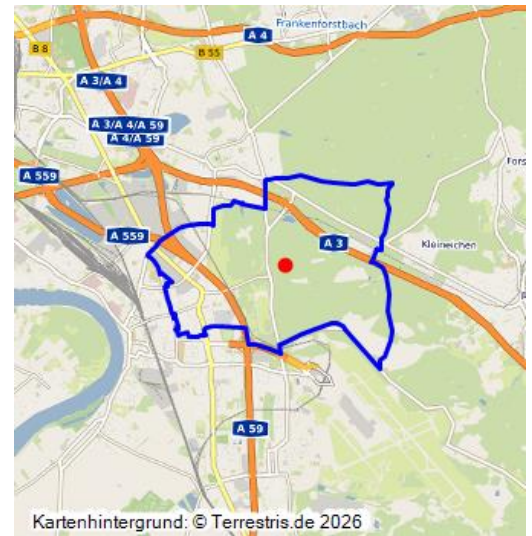 Frankenforstbach
A 4
B 8
B 55
A 3/A 4
A 3/A 4/A 59
A 4/A 59
A 559
A 559
A 3
Kleineichen
A 59
Kartenhintergrund: © Terrestris.de 2026